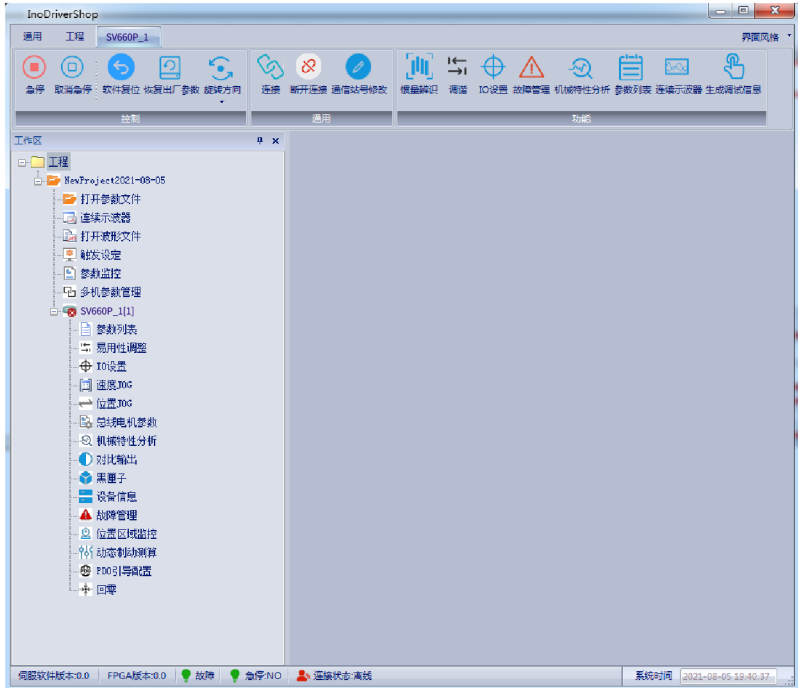 InoDriverShop
通用 工程 SV660P_1 界面风格
急停 取消急停 软件复位 恢复出厂参数 旋转方向 连接 断开连接 通信站号修改 惯量辨识 调谐 IO设置 故障管理 机械特性分析 参数列表 连续示波器 生成调试信息
控制 通用 功能
工作区
工程
NewProject2021-08-05
打开参数文件
连续示波器
打开波形文件
触发设定
参数监控
多机参数管理
SV660P_1[1]
参数列表
易用性调整
IO设置
速度JOG
位置JOG
总线电机参数
机械特性分析
对比输出
黑匣子
设备信息
故障管理
位置区域监控
动态制动测算
PDO引导配置
回零
伺服软件版本:0.0 FPGA版本:0.0 故障 急停:NO 连接状态:离线 系统时间 2021-08-05 19:40:37